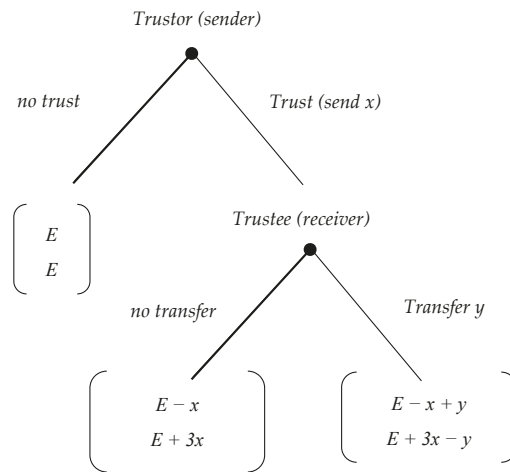 Trustor (sender)
no trust
Trust (send x)
E
E
Trustee (receiver)
no transfer
Transfer y
E − x
E + 3x
E − x + y
E + 3x − y